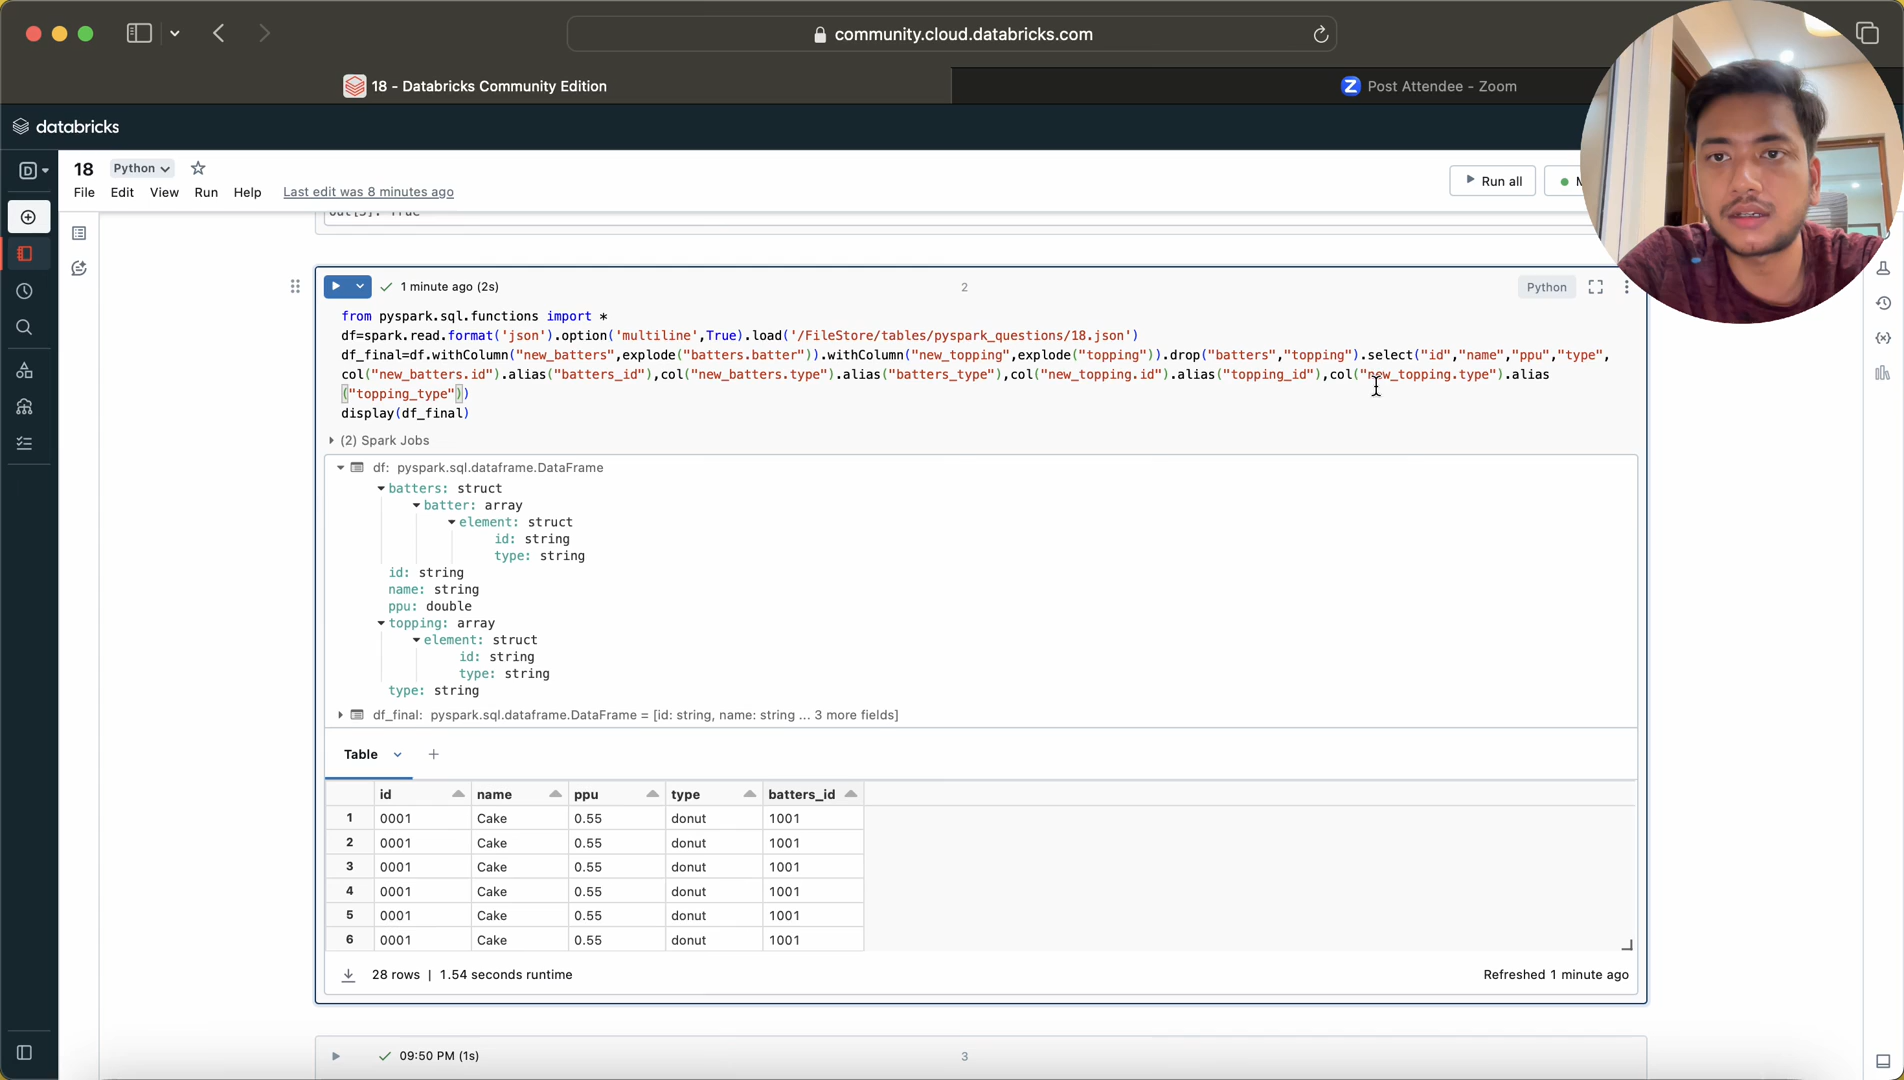 community.cloud.databricks.com
18 - Databricks Community Edition
Z Post Attendee - Zoom
databricks
D
18 Python
File Edit View Run Help Last edit was 8 minutes ago
Run all
Out[5]: True
1 minute ago (2s)
2
Python
from pyspark.sql.functions import *
df=spark.read.format('json').option('multiline',True).load('/FileStore/tables/pyspark_questions/18.json')
df_final=df.withColumn("new_batters",explode("batters.batter")).withColumn("new_topping",explode("topping")).drop("batters","topping").select("id","name","ppu","type",
col("new_batters.id").alias("batters_id"),col("new_batters.type").alias("batters_type"),col("new_topping.id").alias("topping_id"),col("new_topping.type").alias
("topping_type"))
display(df_final)
(2) Spark Jobs
df: pyspark.sql.dataframe.DataFrame
batters: struct
batter: array
element: struct
id: string
type: string
id: string
name: string
ppu: double
topping: array
element: struct
id: string
type: string
type: string
df_final: pyspark.sql.dataframe.DataFrame = [id: string, name: string ... 3 more fields]
Table +
id name ppu type batters_id
1 0001 Cake 0.55 donut 1001
2 0001 Cake 0.55 donut 1001
3 0001 Cake 0.55 donut 1001
4 0001 Cake 0.55 donut 1001
5 0001 Cake 0.55 donut 1001
6 0001 Cake 0.55 donut 1001
28 rows | 1.54 seconds runtime
Refreshed 1 minute ago
09:50 PM (1s)
3